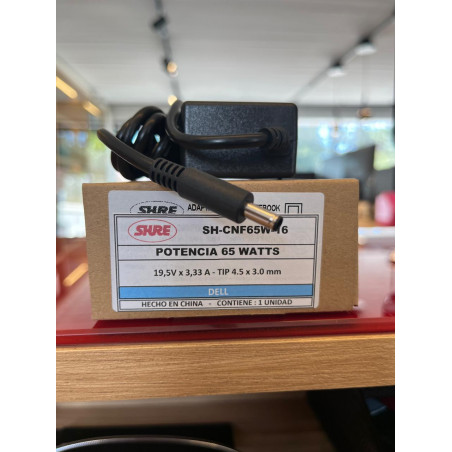 SHRE ADAP OOK
SHRE SH-CNF65W-16
POTENCIA 65 WATTS
19,5V x 3,33 A - TIP 4.5 x 3.0 mm
DELL
HECHO EN CHINA - CONTIENE : 1 UNIDAD